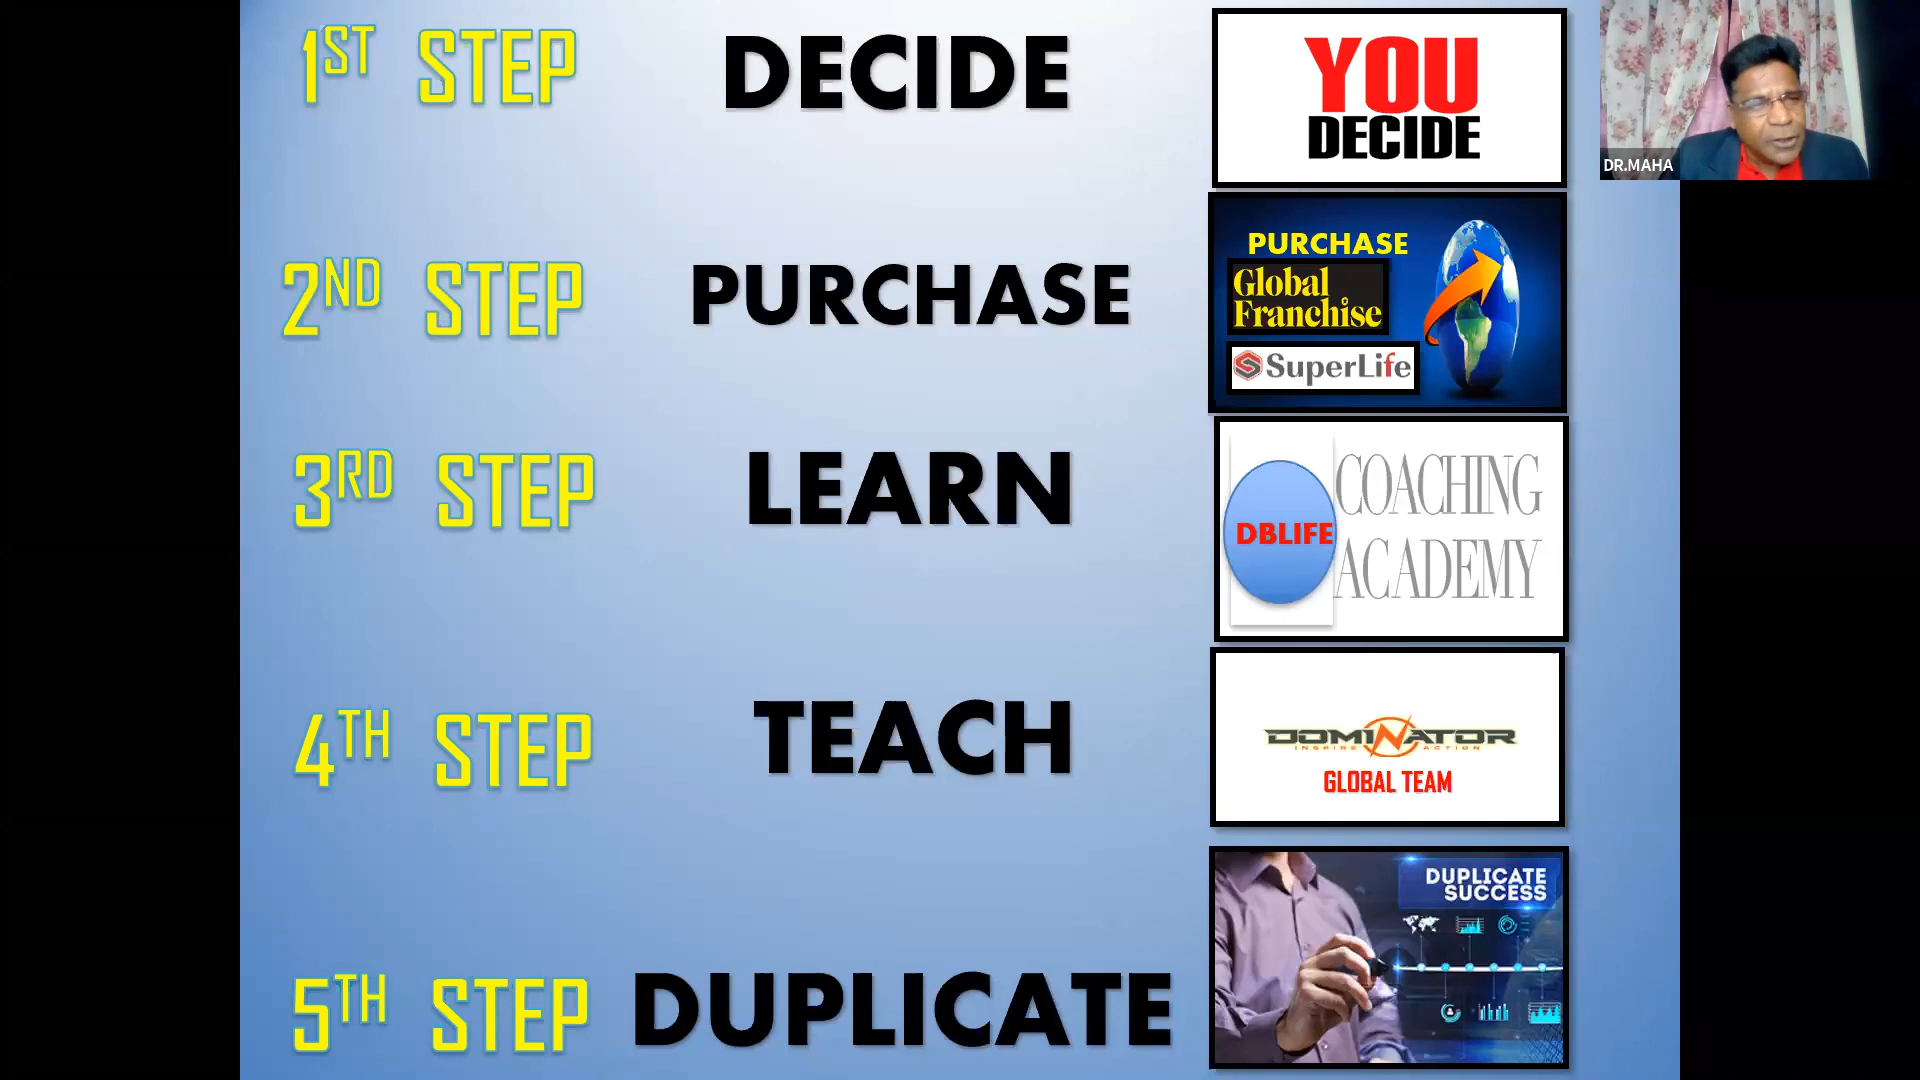 1ST STEP DECIDE
YOU
DECIDE
DR.MAHA
2ND STEP PURCHASE
PURCHASE
Global
Franchise
SuperLife
3RD STEP LEARN
DBLIFE
COACHING
ACADEMY
4TH STEP TEACH
DOMINATOR
INSPIRE ACTION
GLOBAL TEAM
5TH STEP DUPLICATE
DUPLICATE
SUCCESS